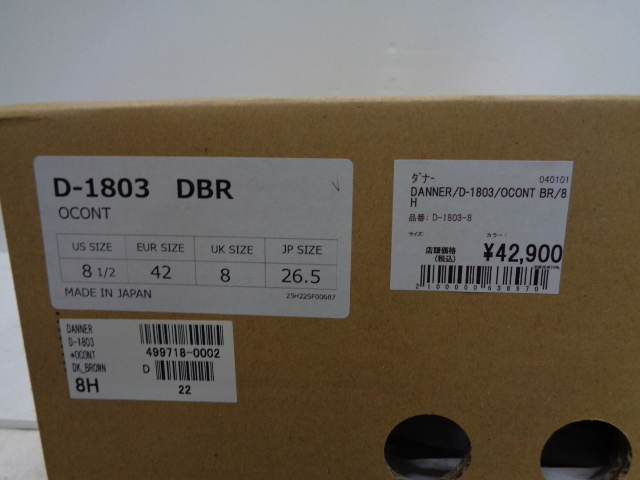 D-1803 DBR
OCONT
US SIZE EUR SIZE UK SIZE JP SIZE
8 1/2 42 8 26.5
MADE IN JAPAN
25H22SF00687
ダナー 040101
DANNER/D-1803/OCONT BR/8
H
品番: D-1803-8
サイズ: カラー:
店頭価格
(税込) ¥42,900
2100000638970
DANNER
D-1803
*OCONT 499718-0002
DK_BROWN D
8H 22